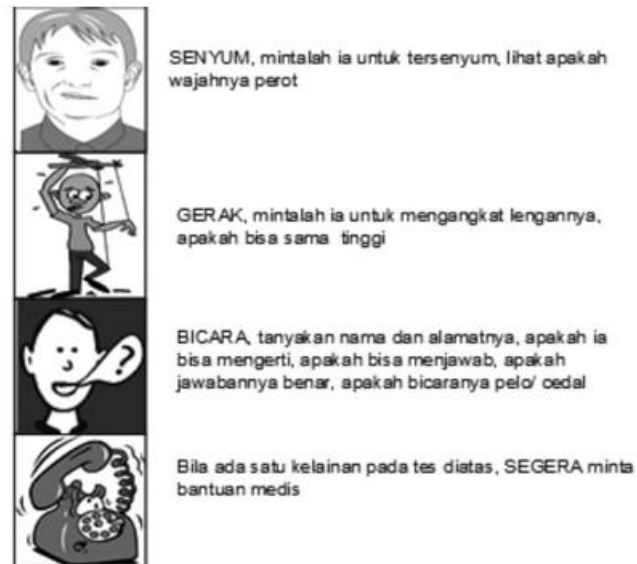 SENYUM, mintalah ia untuk tersenyum, lihat apakah
wajahnya perot
GERAK, mintalah ia untuk mengangkat lengannya,
apakah bisa sama tinggi
?
BICARA, tanyakan nama dan alamatnya, apakah ia
bisa mengerti, apakah bisa menjawab, apakah
jawabannya benar, apakah bicaranya pelo/ cedal
Bila ada satu kelainan pada tes diatas, SEGERA minta
bantuan medis